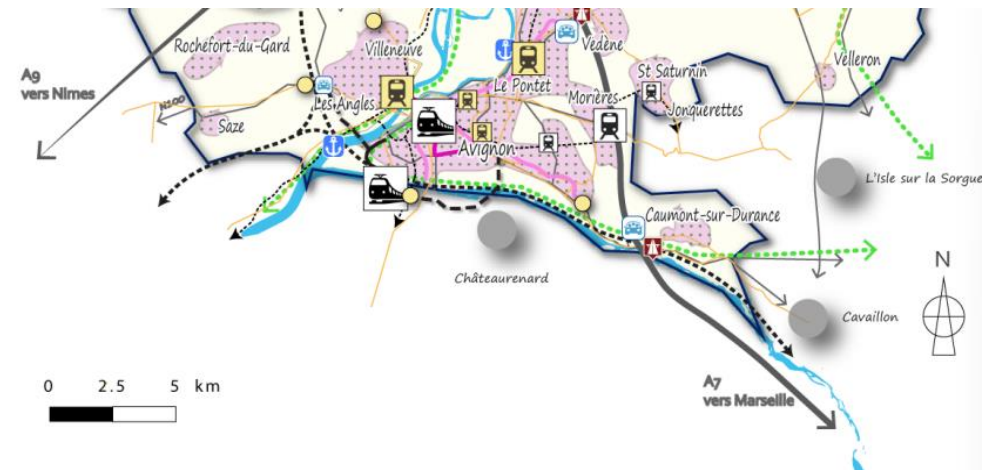 Rochefort-du-Gard
Villeneuve
Vedène
Velleron
A9
vers Nimes
Le Pontet
St Saturnin
N100
Les Angles
Morières
Jonquerettes
Saze
Avignon
L'Isle sur la Sorgue
Caumont-sur-Durance
Châteaurenard
N
Cavaillon
0 2.5 5 km
A7
vers Marseille